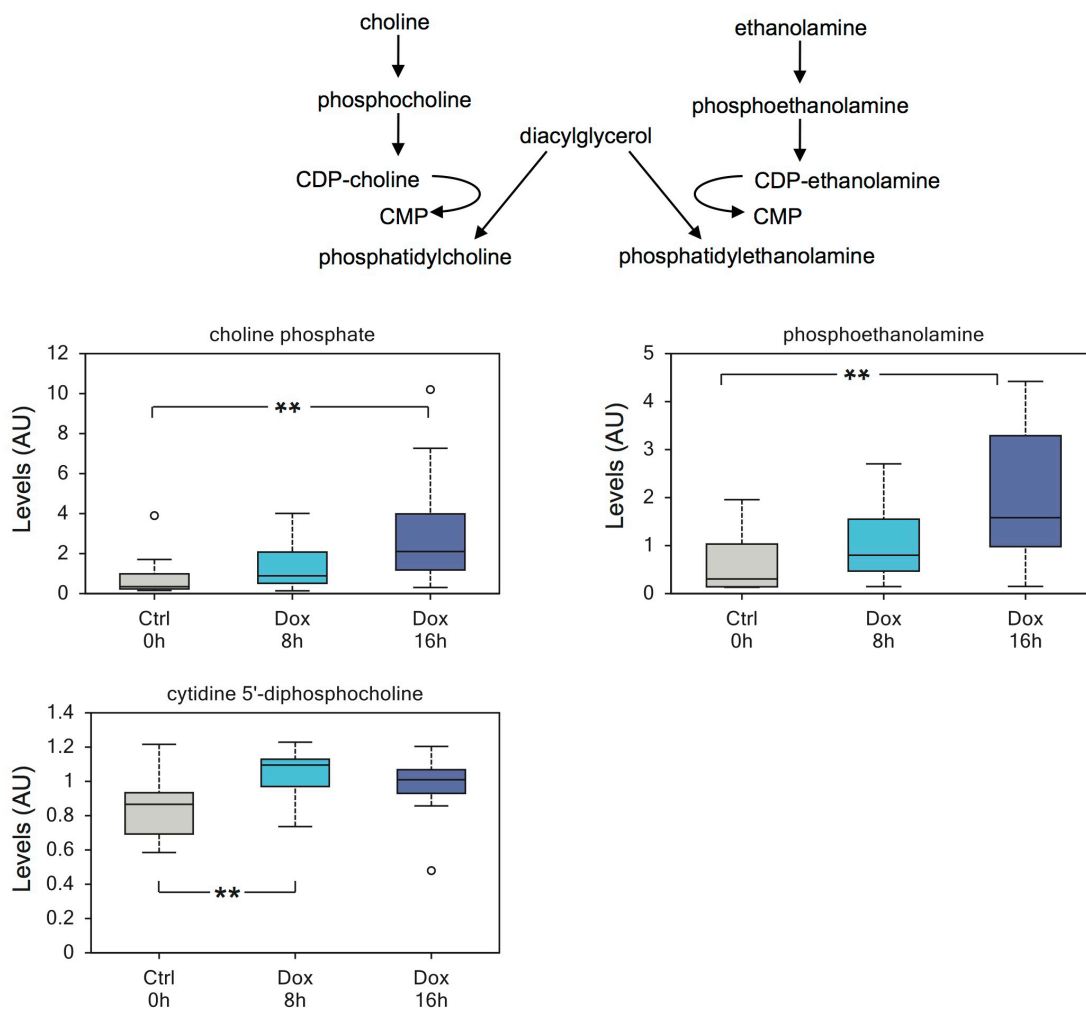 choline
ethanolamine
phosphocholine
phosphoethanolamine
diacylglycerol
CDP-choline
CDP-ethanolamine
CMP
CMP
phosphatidylcholine
phosphatidylethanolamine
choline phosphate
Levels (AU)
12
10
8
6
4
2
0
**
Ctrl
0h
Dox
8h
Dox
16h
phosphoethanolamine
Levels (AU)
5
4
3
2
1
0
**
Ctrl
0h
Dox
8h
Dox
16h
cytidine 5'-diphosphocholine
Levels (AU)
1.4
1.2
1
0.8
0.6
0.4
0.2
0
**
Ctrl
0h
Dox
8h
Dox
16h